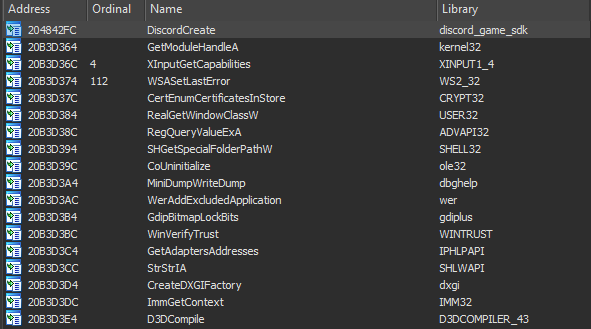 Address Ordinal Name Library
204842FC DiscordCreate discord_game_sdk
20B3D364 GetModuleHandleA kernel32
20B3D36C 4 XInputGetCapabilities XINPUT1_4
20B3D374 112 WSASetLastError WS2_32
20B3D37C CertEnumCertificatesInStore CRYPT32
20B3D384 RealGetWindowClassW USER32
20B3D38C RegQueryValueExA ADVAPI32
20B3D394 SHGetSpecialFolderPathW SHELL32
20B3D39C CoUninitialize ole32
20B3D3A4 MiniDumpWriteDump dbghelp
20B3D3AC WerAddExcludedApplication wer
20B3D3B4 GdipBitmapLockBits gdiplus
20B3D3BC WinVerifyTrust WINTRUST
20B3D3C4 GetAdaptersAddresses IPHLPAPI
20B3D3CC StrStrIA SHLWAPI
20B3D3D4 CreateDXGIFactory dxgi
20B3D3DC ImmGetContext IMM32
20B3D3E4 D3DCompile D3DCOMPILER_43